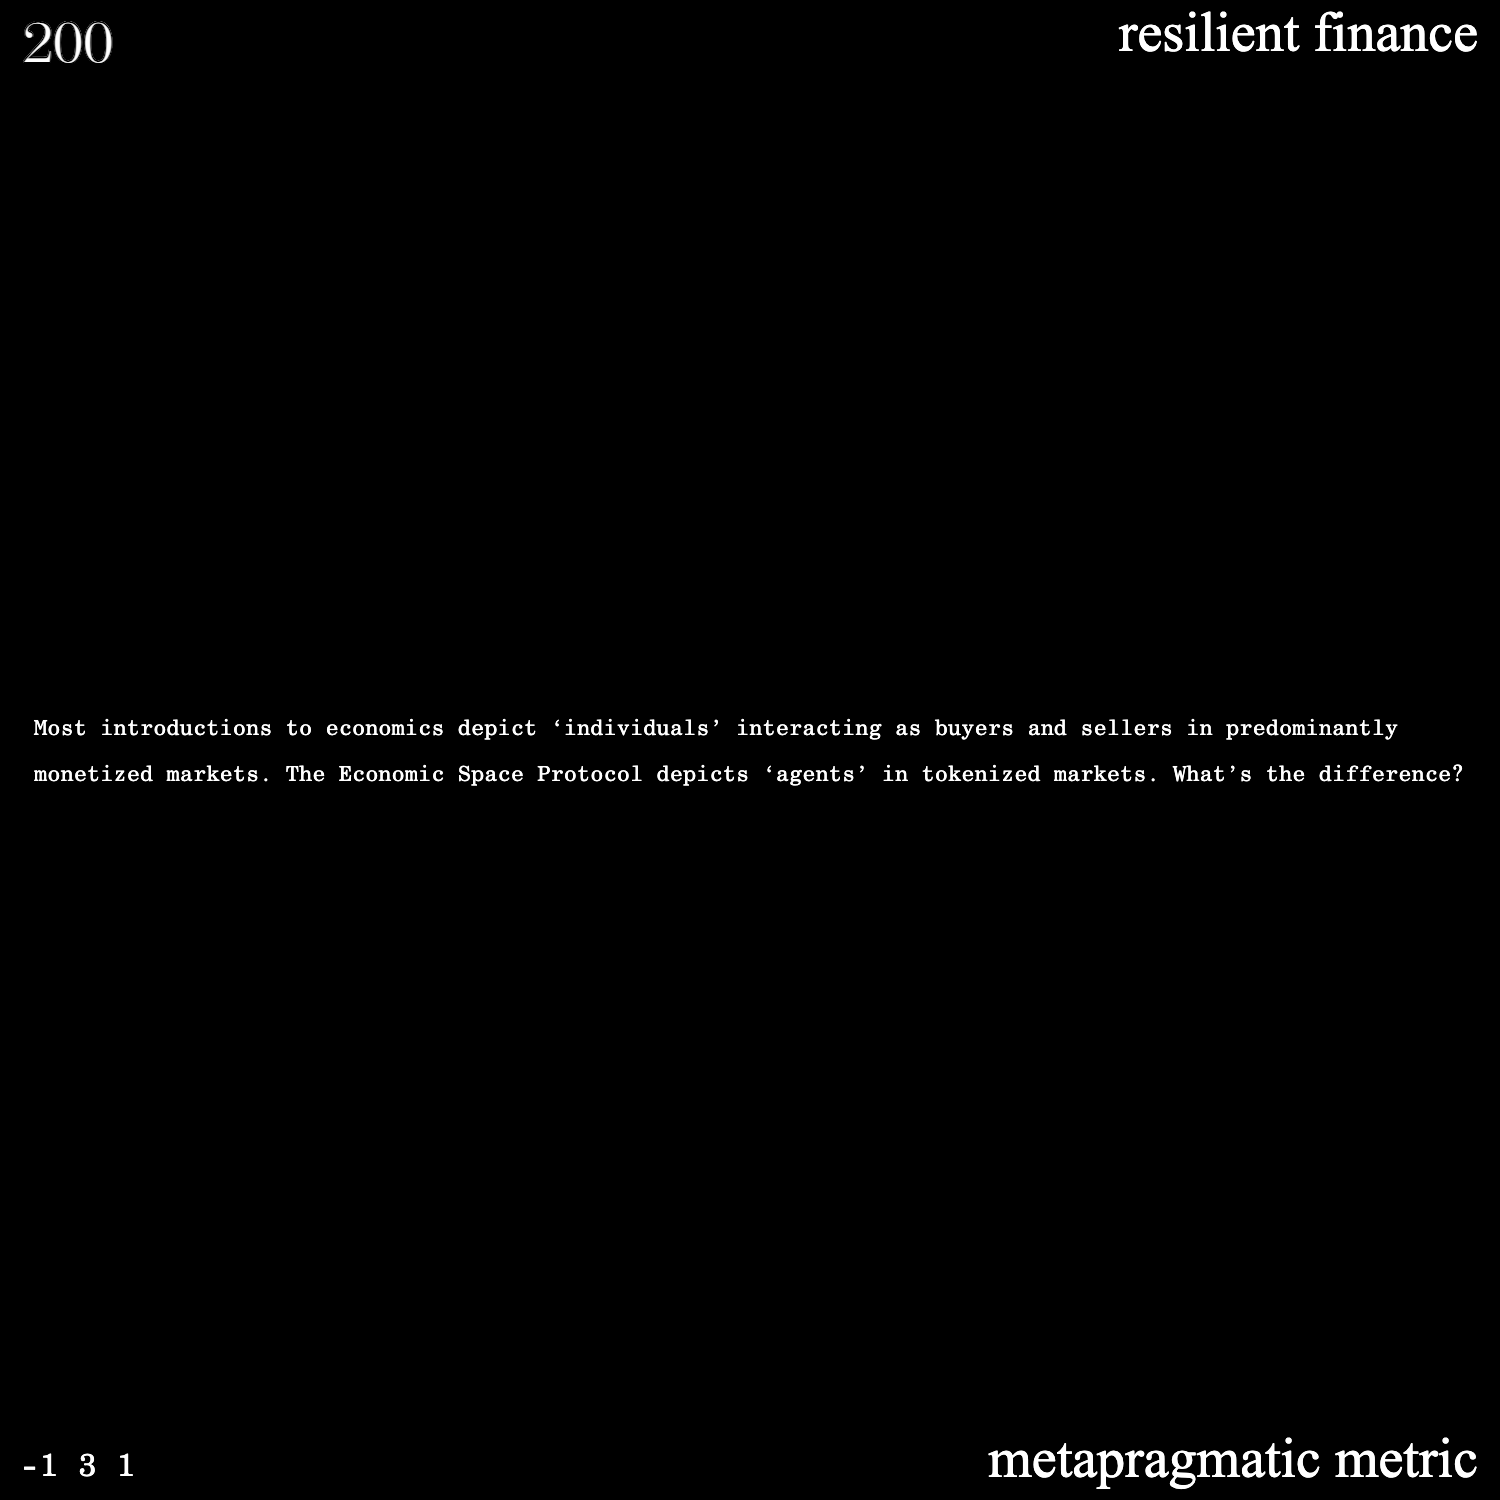 200
resilient finance
Most introductions to economics depict ‘individuals’ interacting as buyers and sellers in predominantly
monetized markets. The Economic Space Protocol depicts ‘agents’ in tokenized markets. What’s the difference?
-1 3 1
metapragmatic metric